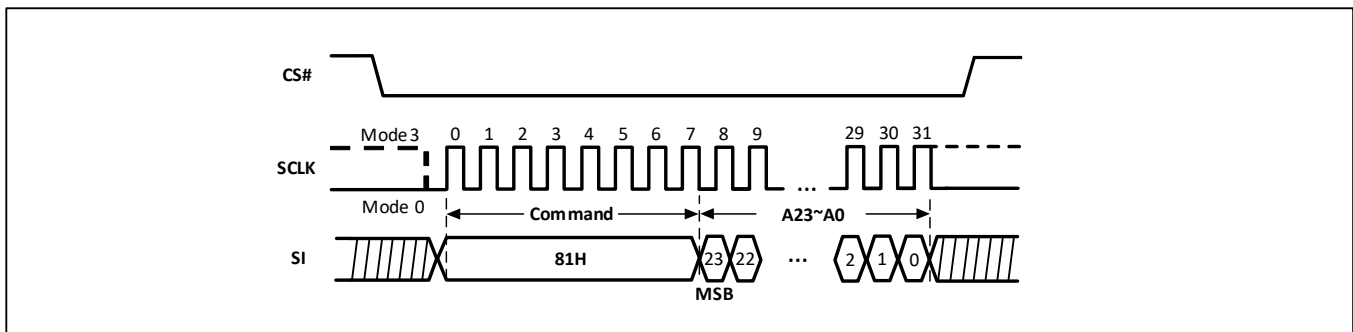 CS#
Mode 3 0 1 2 3 4 5 6 7 8 9 29 30 31
SCLK ...
Mode 0 Command A23~A0
SI 81H 23 22 ... 2 1 0
MSB